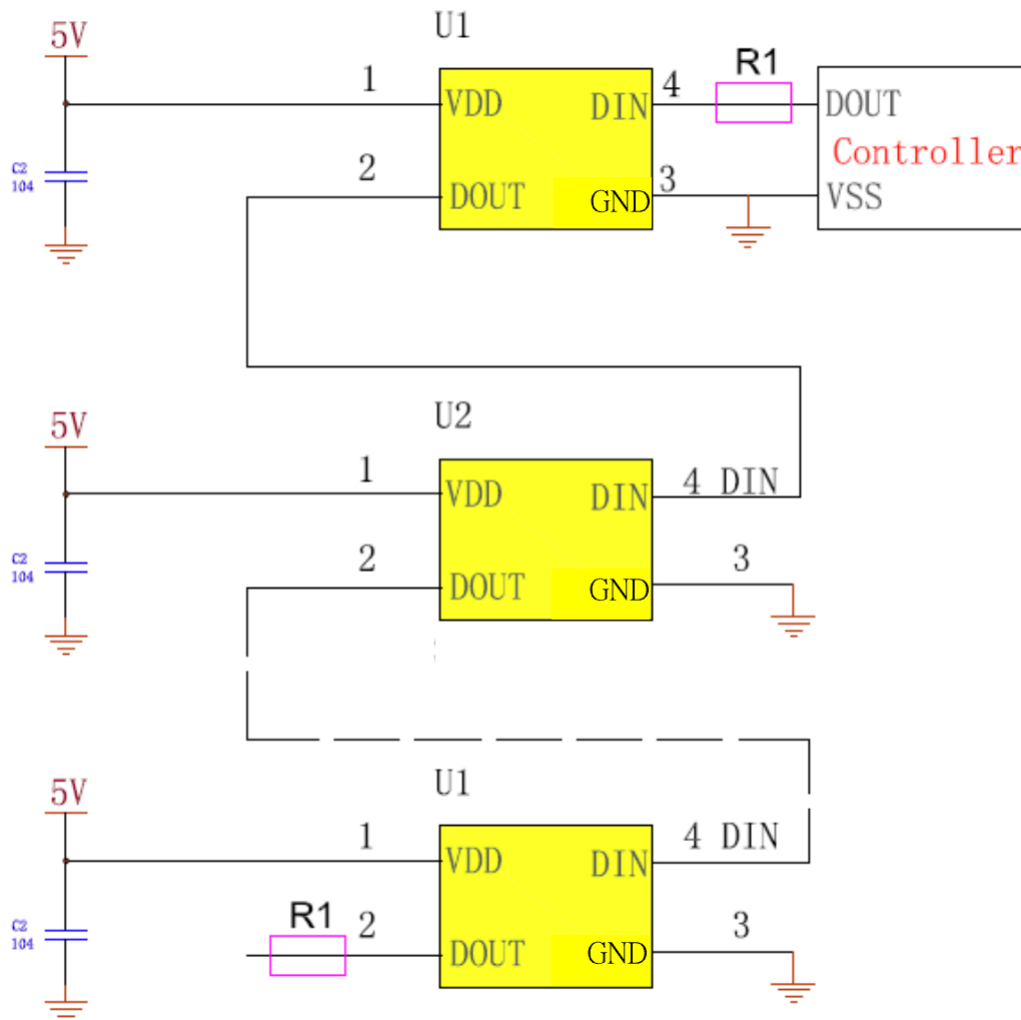 U1
5V
1
VDD
DIN
4
R1
DOUT
Controller
C2
104
2
DOUT
GND
3
VSS
U2
5V
1
VDD
DIN
4 DIN
C2
104
2
DOUT
GND
3
U1
5V
1
VDD
DIN
4 DIN
C2
104
R1
2
DOUT
GND
3